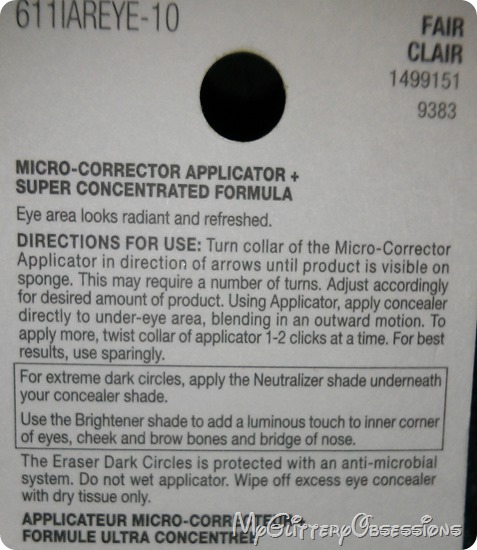 611IAREYE-10
FAIR
CLAIR
1499151
9383
MICRO-CORRECTOR APPLICATOR +
SUPER CONCENTRATED FORMULA
Eye area looks radiant and refreshed.
DIRECTIONS FOR USE: Turn collar of the Micro-Corrector
Applicator in direction of arrows until product is visible on
sponge. This may require a number of turns. Adjust accordingly
for desired amount of product. Using Applicator, apply concealer
directly to under-eye area, blending in an outward motion. To
apply more, twist collar of applicator 1-2 clicks at a time. For best
results, use sparingly.
For extreme dark circles, apply the Neutralizer shade underneath
your concealer shade.
Use the Brightener shade to add a luminous touch to inner corner
of eyes, cheek and brow bones and bridge of nose.
The Eraser Dark Circles is protected with an anti-microbial
system. Do not wet applicator. Wipe off excess eye concealer
with dry tissue only.
APPLICATEUR MICRO-CORRECTEUR +
FORMULE ULTRA CONCENTRÉE
MyGlitteryObsessions